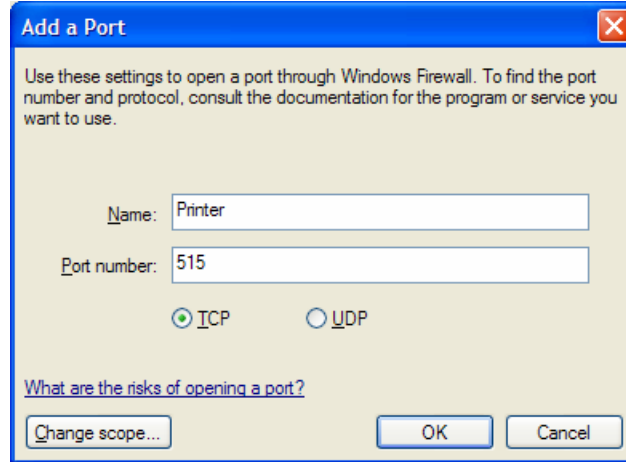 Add a Port
Use these settings to open a port through Windows Firewall. To find the port
number and protocol, consult the documentation for the program or service you
want to use.
Name: Printer
Port number: 515
TCP UDP
What are the risks of opening a port?
Change scope... OK Cancel